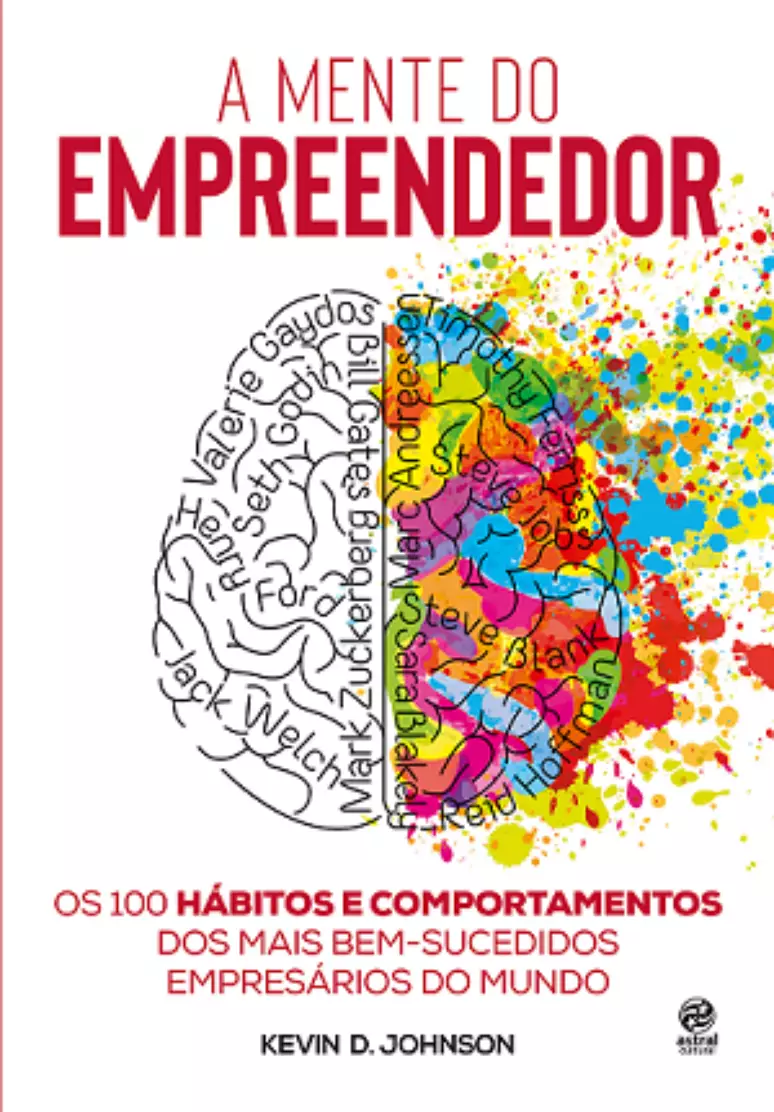 A MENTE DO
EMPREENDEDOR
Valerie Gaydos
Seth Godin
Henry Ford
Jack Welch
Bill Gates
Mark Zuckerberg
Marc Andreessen
Sara Blakely
Timothy Ferriss
Steve Jobs
Steve Blank
Reid Hoffman
OS 100 HÁBITOS E COMPORTAMENTOS
DOS MAIS BEM-SUCEDIDOS
EMPRESÁRIOS DO MUNDO
KEVIN D. JOHNSON
astral
cultural